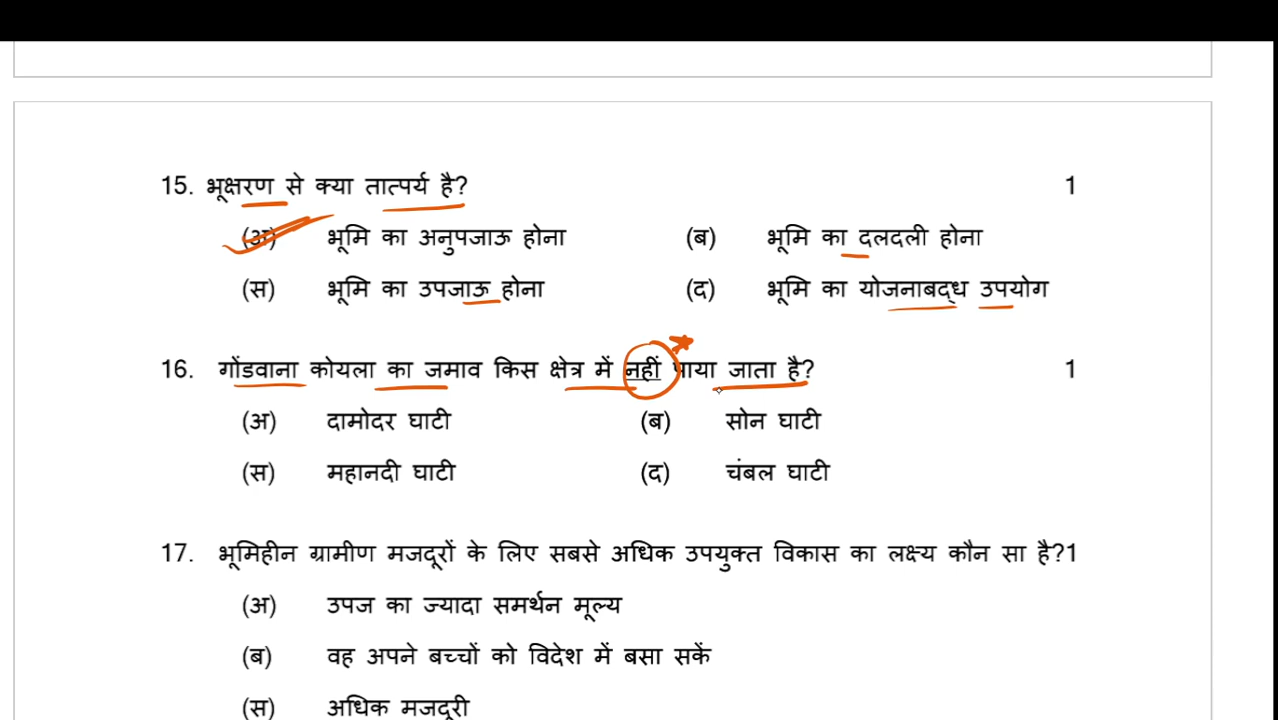 15. भूक्षरण से क्या तात्पर्य है? 1
(अ) भूमि का अनुपजाऊ होना (ब) भूमि का दलदली होना
(स) भूमि का उपजाऊ होना (द) भूमि का योजनाबद्ध उपयोग
16. गोंडवाना कोयला का जमाव किस क्षेत्र में नहीं पाया जाता है? 1
(अ) दामोदर घाटी (ब) सोन घाटी
(स) महानदी घाटी (द) चंबल घाटी
17. भूमिहीन ग्रामीण मजदूरों के लिए सबसे अधिक उपयुक्त विकास का लक्ष्य कौन सा है?1
(अ) उपज का ज्यादा समर्थन मूल्य
(ब) वह अपने बच्चों को विदेश में बसा सकें
(स) अधिक मजदूरी